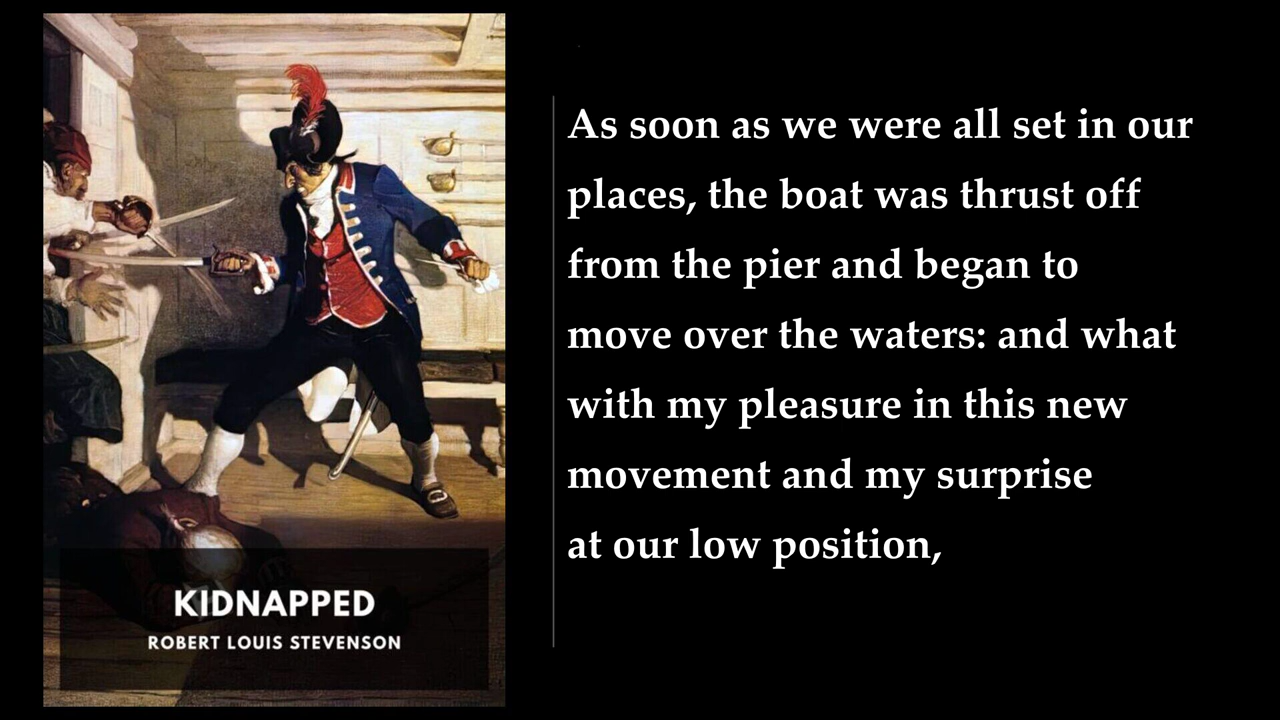 KIDNAPPED
ROBERT LOUIS STEVENSON
As soon as we were all set in our
places, the boat was thrust off
from the pier and began to
move over the waters: and what
with my pleasure in this new
movement and my surprise
at our low position,